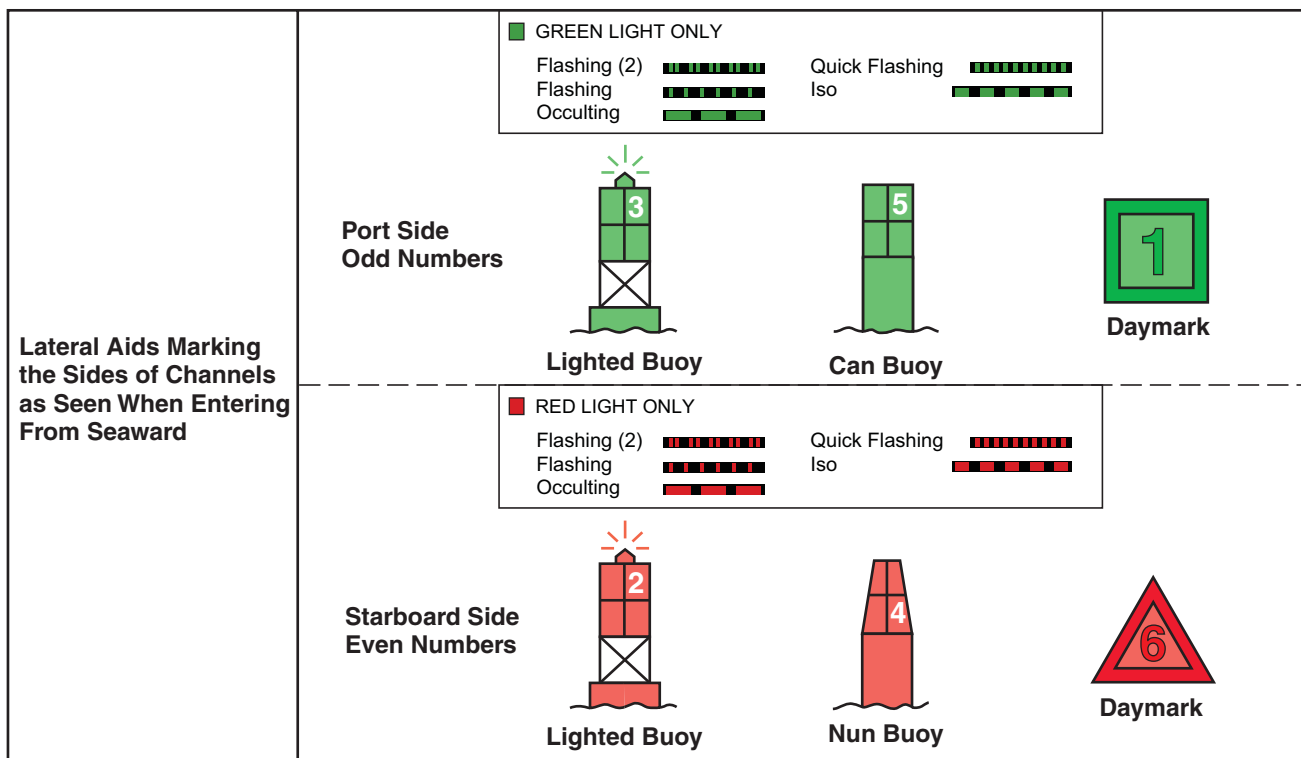 GREEN LIGHT ONLY
Flashing (2)
Quick Flashing
Flashing
Iso
Occulting
Port Side
Odd Numbers
3
5
1
Lighted Buoy
Can Buoy
Daymark
Lateral Aids Marking
the Sides of Channels
as Seen When Entering
From Seaward
RED LIGHT ONLY
Flashing (2)
Quick Flashing
Flashing
Iso
Occulting
Starboard Side
Even Numbers
2
4
6
Lighted Buoy
Nun Buoy
Daymark